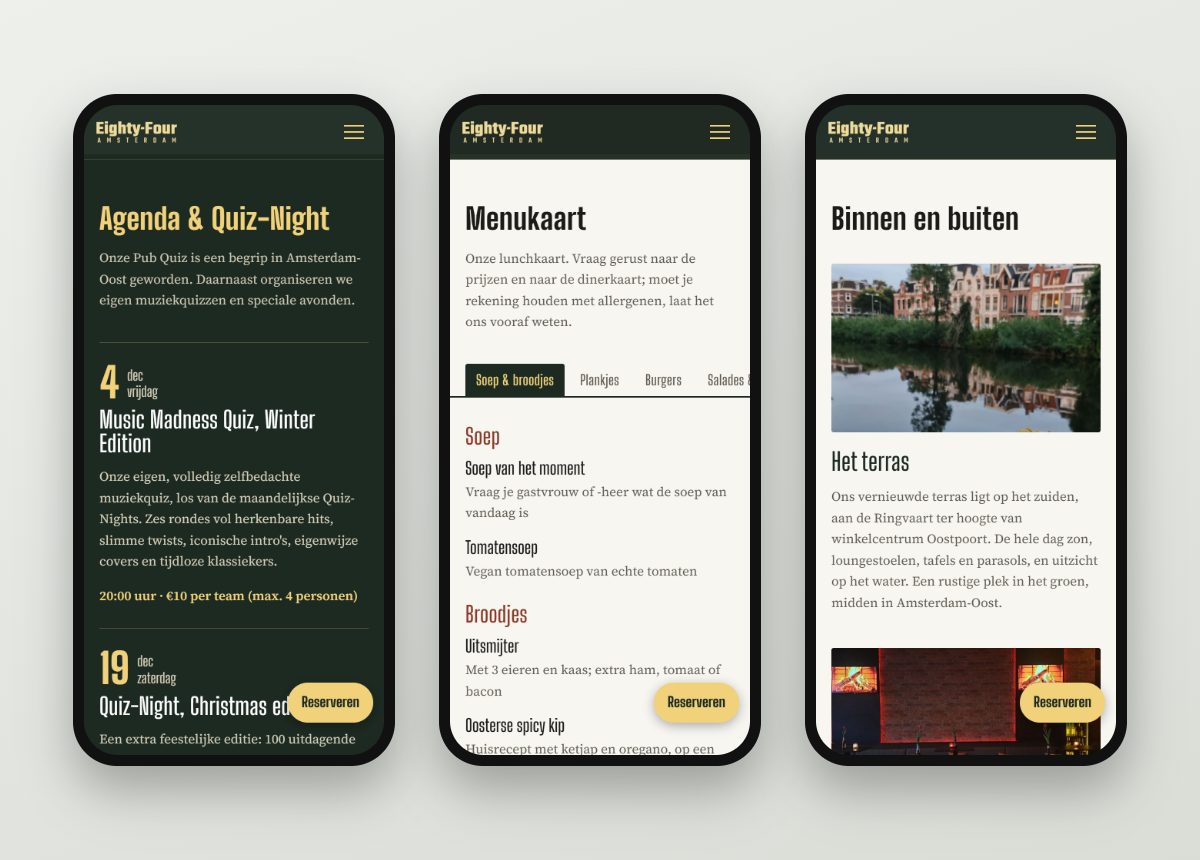 Eighty-Four
AMSTERDAM
Agenda & Quiz-Night
Onze Pub Quiz is een begrip in Amsterdam-
Oost geworden. Daarnaast organiseren we
eigen muziekquizzen en speciale avonden.
4
dec
vrijdag
Music Madness Quiz, Winter
Edition
Onze eigen, volledig zelfbedachte
muziekquiz, los van de maandelijkse Quiz-
Nights. Zes rondes vol herkenbare hits,
slimme twists, iconische intro's, eigenwijze
covers en tijdloze klassiekers.
20:00 uur · €10 per team (max. 4 personen)
19
dec
zaterdag
Quiz-Night, Christmas ed
Reserveren
Een extra feestelijke editie: 100 uitdagende
Eighty-Four
AMSTERDAM
Menukaart
Onze lunchkaart. Vraag gerust naar de
prijzen en naar de dinerkaart; moet je
rekening houden met allergenen, laat het
ons vooraf weten.
Soep & broodjes Plankjes Burgers Salades &
Soep
Soep van het moment
Vraag je gastvrouw of -heer wat de soep van
vandaag is
Tomatensoep
Vegan tomatensoep van echte tomaten
Broodjes
Uitsmijter
Met 3 eieren en kaas; extra ham, tomaat of
bacon
Reserveren
Oosterse spicy kip
Huisrecept met ketjap en oregano, op een
Eighty-Four
AMSTERDAM
Binnen en buiten
Het terras
Ons vernieuwde terras ligt op het zuiden,
aan de Ringvaart ter hoogte van
winkelcentrum Oostpoort. De hele dag zon,
loungestoelen, tafels en parasols, en uitzicht
op het water. Een rustige plek in het groen,
midden in Amsterdam-Oost.
Reserveren